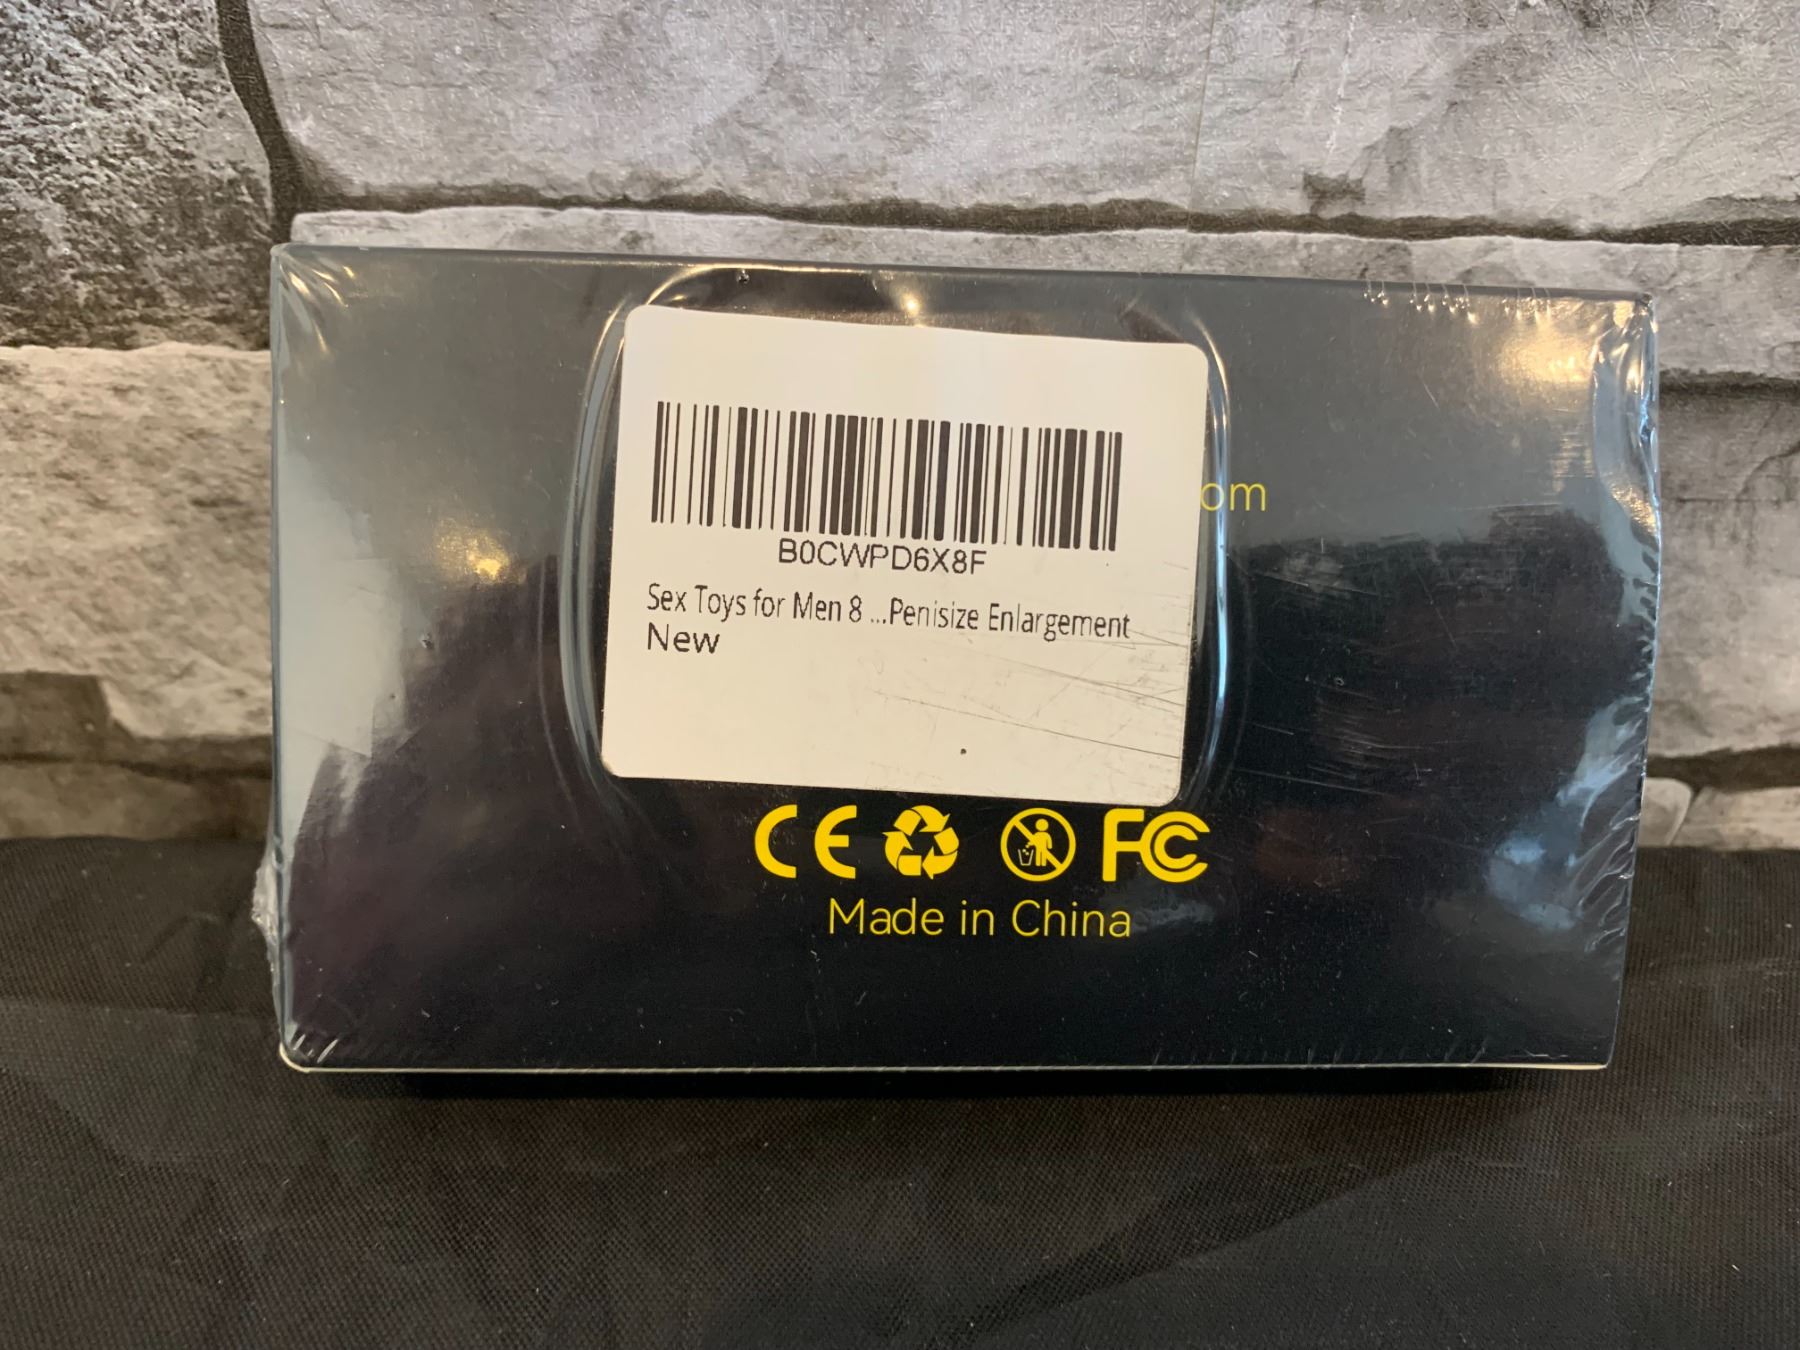 om
B0CWPD6X8F
Sex Toys for Men 8 ...Penisize Enlargement
New
CE FC
Made in China